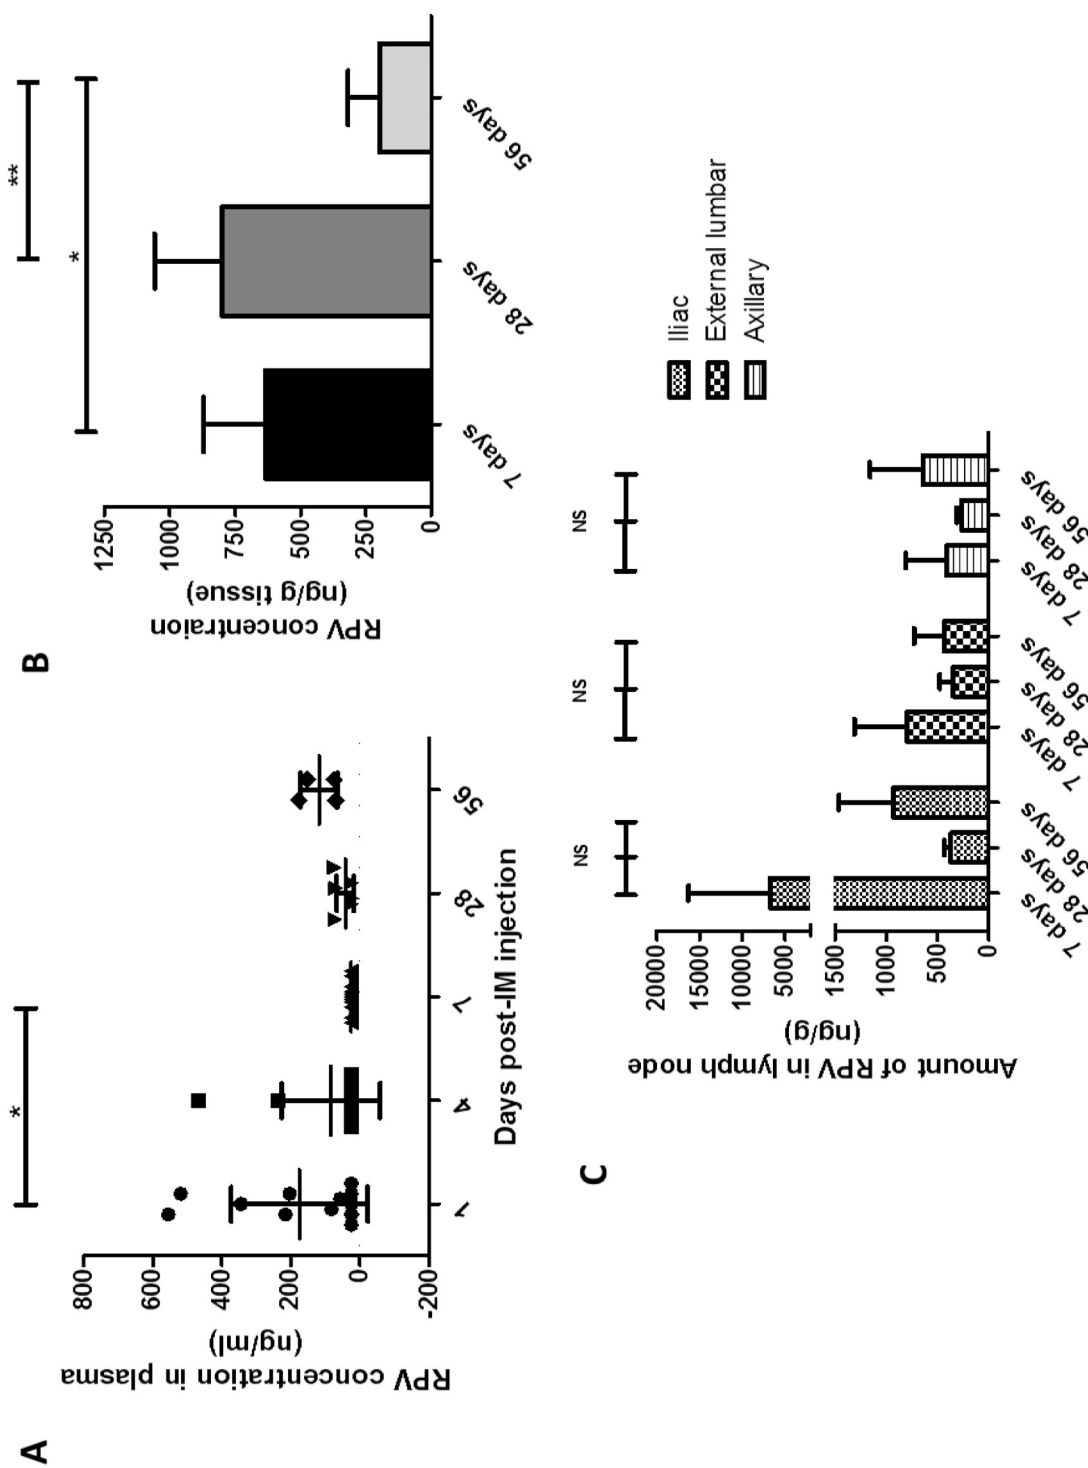 A
*
800
600
400
200
0
-200
RPV concentration in plasma
(ng/ml)
1
4
7
28
56
Days post-IM injection
B
**
*
1250
1000
750
500
250
0
RPV concentraion
(ng/g tissue)
7 days
28 days
56 days
C
NS
NS
NS
20000
15000
10000
5000
1500
1000
500
0
Amount of RPV in lymph node
(ng/g)
7 days
28 days
56 days
7 days
28 days
56 days
7 days
28 days
56 days
Iliac
External lumbar
Axillary